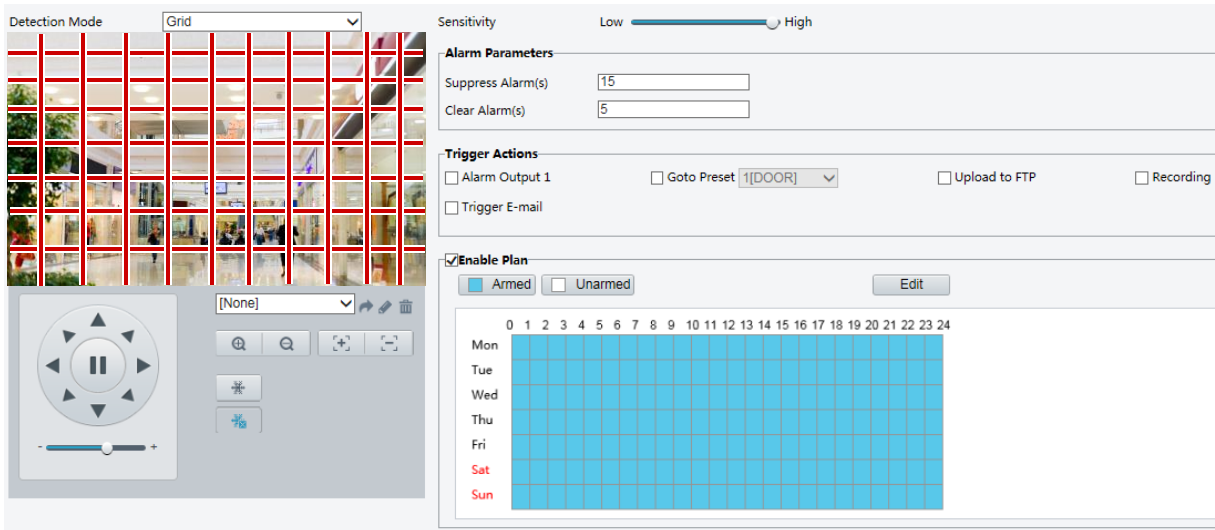 Detection Mode Grid
Sensitivity Low High
Alarm Parameters
Suppress Alarm(s) 15
Clear Alarm(s) 5
Trigger Actions
Alarm Output 1 Goto Preset 1[DOOR] Upload to FTP Recording
Trigger E-mail
Enable Plan
Armed Unarmed Edit
[None]
0 1 2 3 4 5 6 7 8 9 10 11 12 13 14 15 16 17 18 19 20 21 22 23 24
Mon
Tue
Wed
Thu
Fri
Sat
Sun
- +